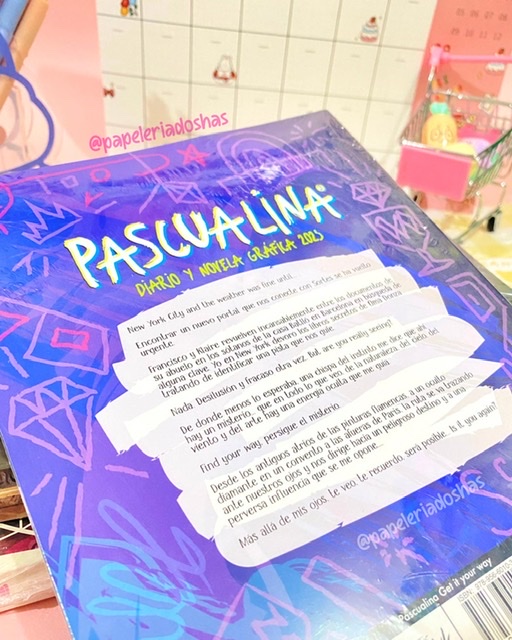 @papeleriadoshas
PASCUALINA
DIARIO Y NOVELA GRÁFICA 2023
New York City and the weather was fine until
Encontrar un nuevo portal que nos conecte con Sortes se ha vuelto
urgente.
Francisco y Klaire revuelven incansablemente entre los documentos de
su abuelo en los sótanos de la casa Batlló en Barcelona en búsqueda de
alguna clave. Yo en New York devoro los libros secretos de tima Donza
tratando de identificar una pista que nos guíe.
Nada. Desilusión y fracaso otra vez. But, are you really seeing?
De donde menos lo esperaba, una chispa del instinto me dice que ahí
hay un misterio, que en todo lo que ves, de la naturaleza, del cielo, del
viento y del arte hay una energía oculta que me guía.
Find your way, persigue el misterio.
Desde los antiguos atrios de las pinturas flamencas, a un oculto
diamante en un convento a las afueras de París, la ruta se va trazando
ante nuestros ojos y nos dirige hacia un peligroso destino y a una
perversa influencia que se me opone...
Más allá de mis ojos. Le ven. Le recuerdo, será posible... Is it, you again?
@papeleriadoshas
Pascualina Get it your way
ISBN: 978